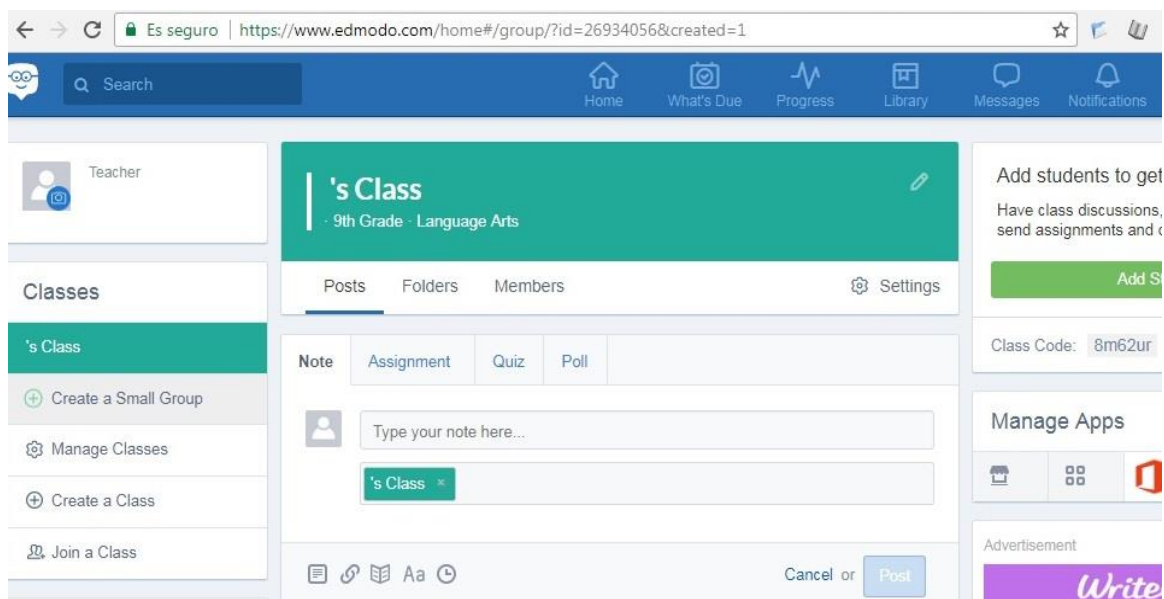 Es seguro | https://www.edmodo.com/home#/group/?id=26934056&created=1
Search
Home
What's Due
Progress
Library
Messages
Notifications
Teacher
Classes
's Class
Create a Small Group
Manage Classes
Create a Class
Join a Class
's Class
· 9th Grade · Language Arts
Posts
Folders
Members
Settings
Note
Assignment
Quiz
Poll
Type your note here...
's Class ×
Aa
Cancel or
Post
Add students to get
Have class discussions,
send assignments and
Add
Class Code: 8m62ur
Manage Apps
Advertisement
Write